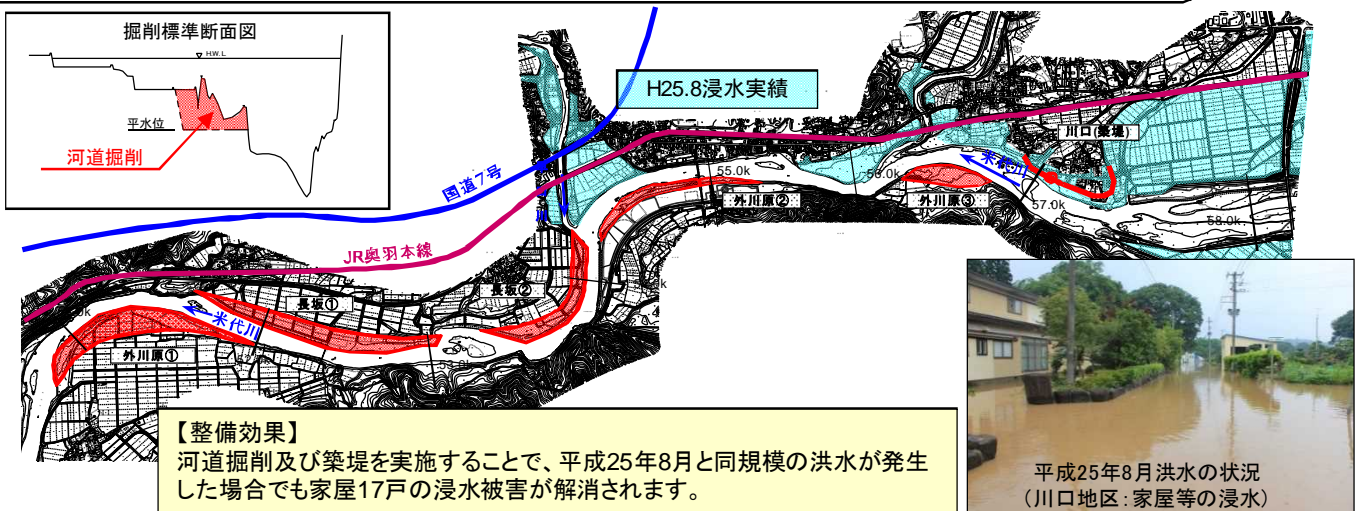 掘削標準断面図
H.W.L
平水位
河道掘削
H25.8浸水実績
国道7号
JR奥羽本線
川口(築堤)
米代川
55.0k
56.0k
57.0k
58.0k
外川原②
外川原③
長坂①
長坂②
米代川
外川原①
【整備効果】
河道掘削及び築堤を実施することで、平成25年8月と同規模の洪水が発生
した場合でも家屋17戸の浸水被害が解消されます。
平成25年8月洪水の状況
(川口地区:家屋等の浸水)